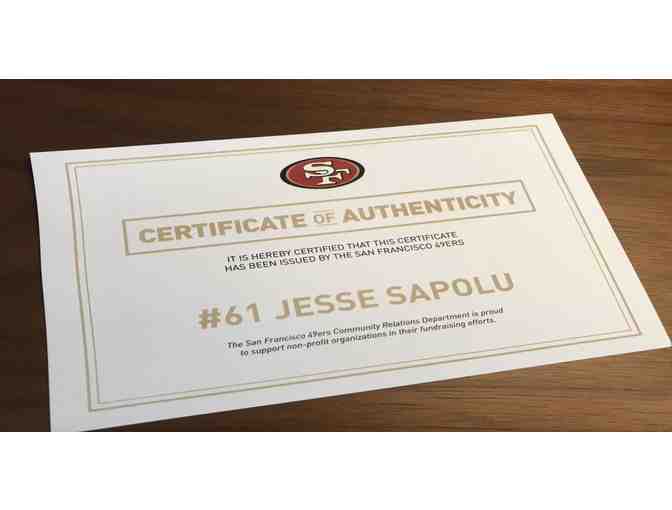 SF
CERTIFICATE OF AUTHENTICITY
IT IS HEREBY CERTIFIED THAT THIS CERTIFICATE
HAS BEEN ISSUED BY THE SAN FRANCISCO 49ERS
#61 JESSE SAPOLU
The San Francisco 49ers Community Relations Department is proud
to support non-profit organizations in their fundraising efforts.